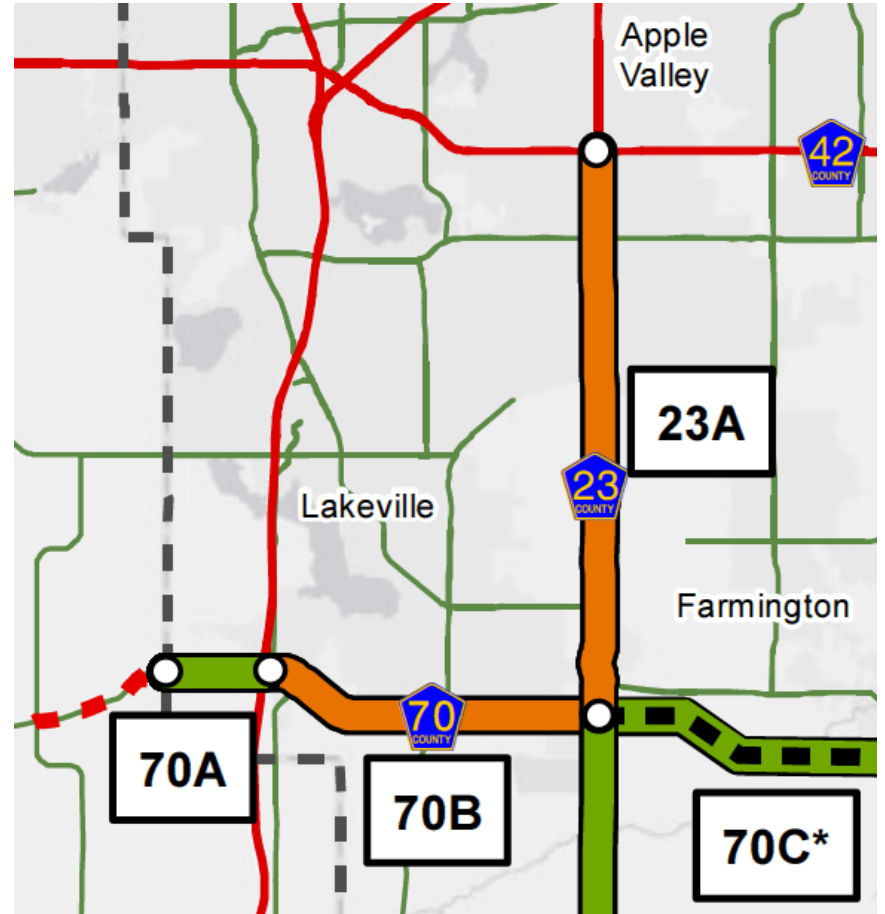 Apple
Valley
42
COUNTY
23A
23
COUNTY
Lakeville
Farmington
70A
70
COUNTY
70B
70C*